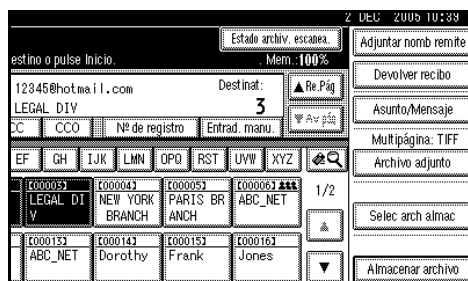 2 DEC 2005 10:39
Estado archiv. escanea.
Adjuntar nomb remite
estino o pulse Inicio.
. Mem.:100%
Devolver recibo
12345@hotmail.com
Destinat:
▲Re.Pág
LEGAL DIV
3
▼Av pág
Asunto/Mensaje
CC CCO Nº de registro Entrad. manu.
Multipágina: TIFF
EF GH IJK LMN OPQ RST UVW XYZ
Archivo adjunto
[00003] [00004] [00005] [00006]
LEGAL DI NEW YORK PARIS BR ABC_NET
V BRANCH ANCH
1/2
Selec arch almac
[00013] [00014] [00015] [00016]
ABC_NET Dorothy Frank Jones
Almacenar archivo